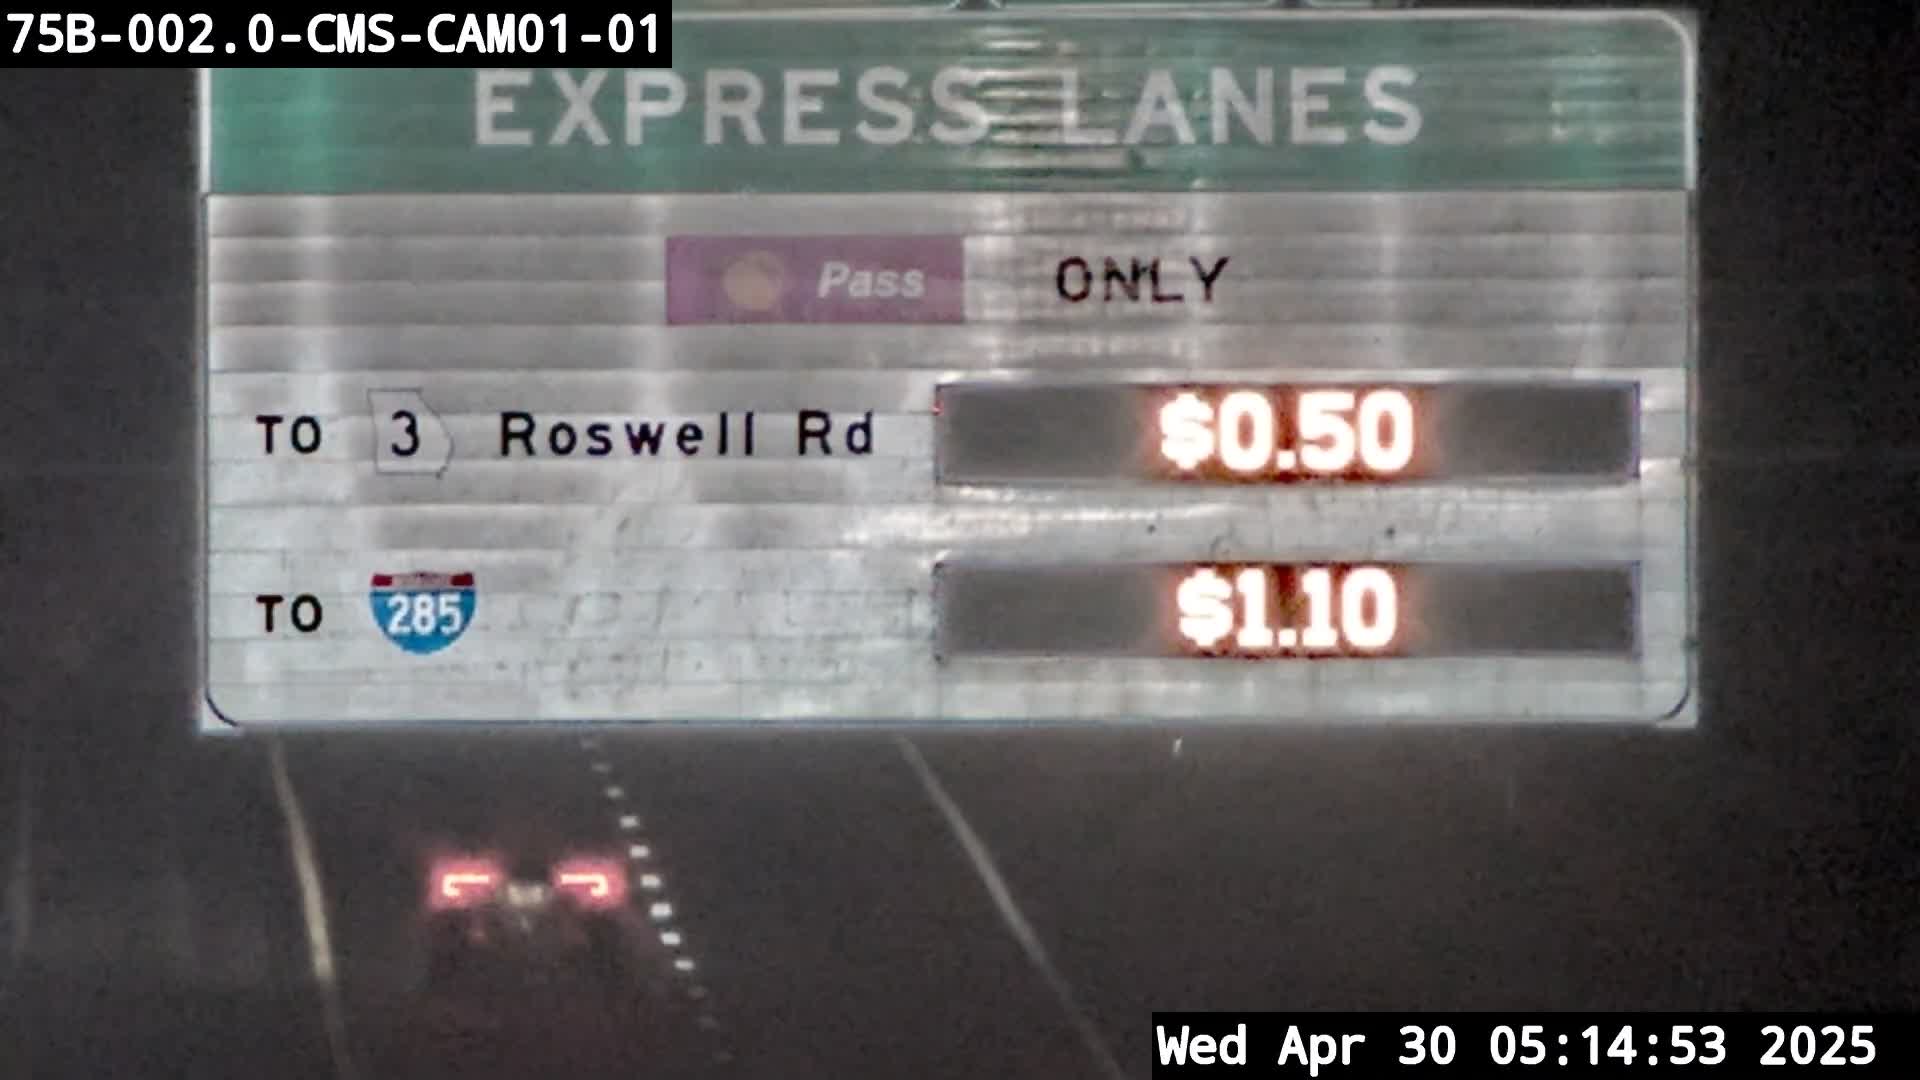 75B-002.0-CMS-CAM01-01
EXPRESS LANES
Pass ONLY
TO 3 Roswell Rd $0.50
TO 285 $1.10
Wed Apr 30 05:14:53 2025